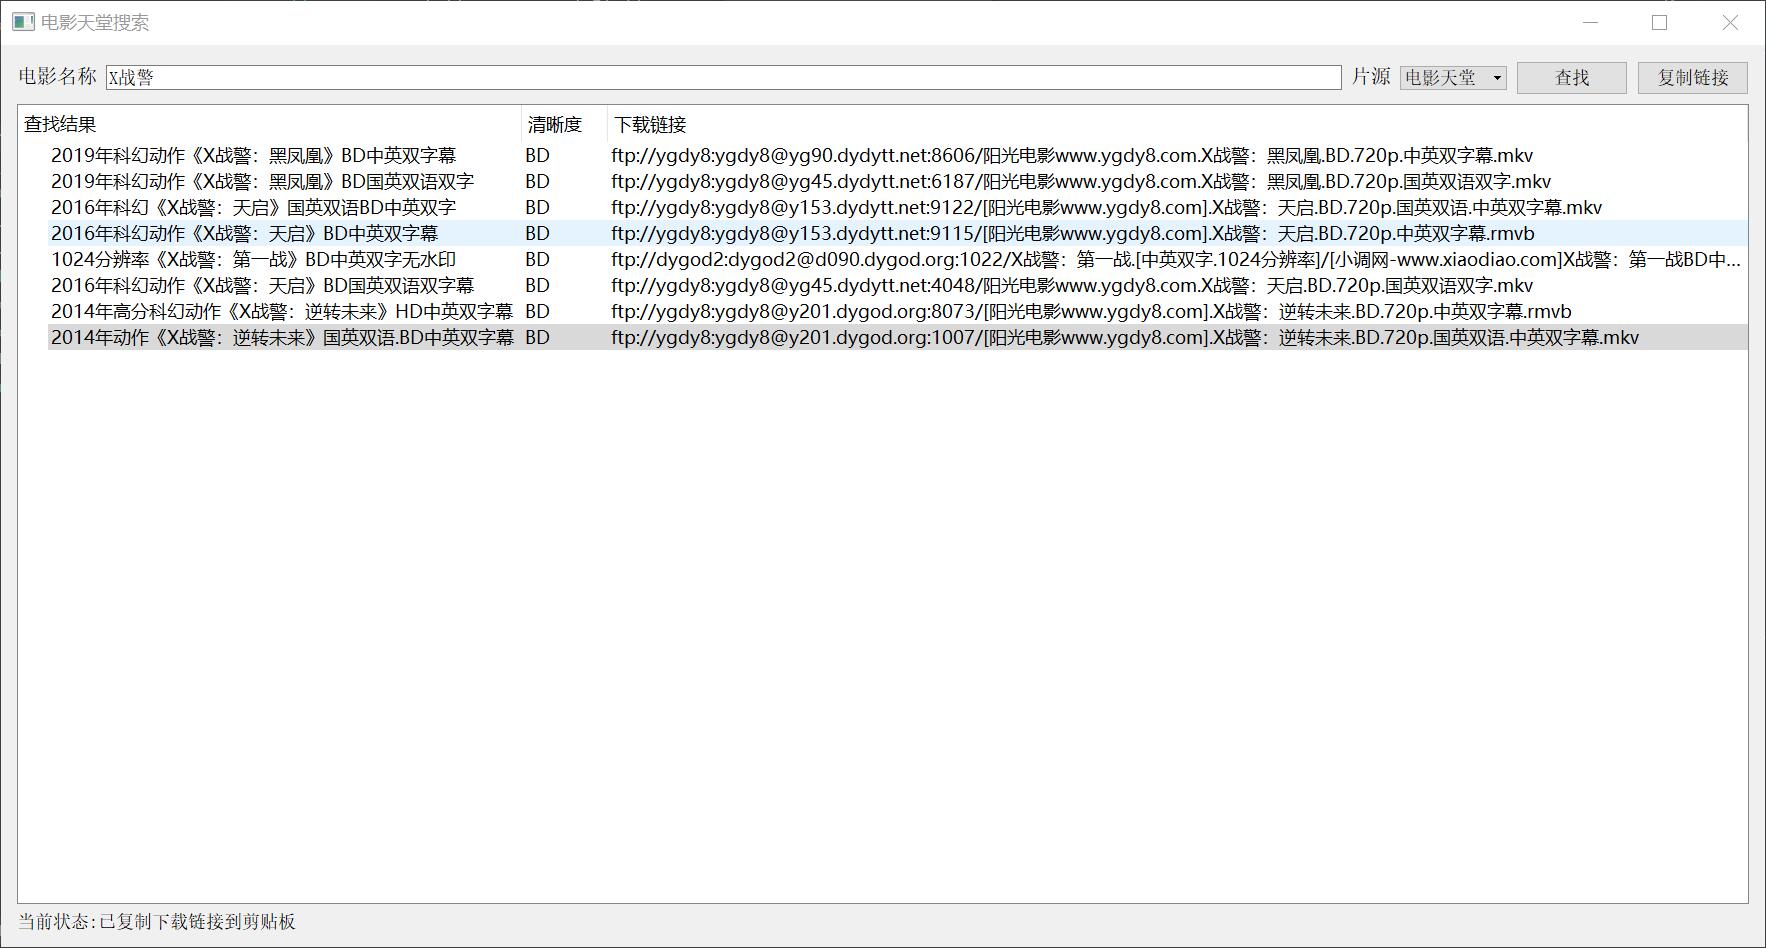 电影天堂搜索
电影名称 X战警 片源 电影天堂 查找 复制链接
查找结果 清晰度 下载链接
2019年科幻动作《X战警：黑凤凰》BD中英双字幕 BD ftp://ygdy8:ygdy8@yg90.dydytt.net:8606/阳光电影www.ygdy8.com.X战警：黑凤凰.BD.720p.中英双字幕.mkv
2019年科幻动作《X战警：黑凤凰》BD国英双语双字 BD ftp://ygdy8:ygdy8@yg45.dydytt.net:6187/阳光电影www.ygdy8.com.X战警：黑凤凰.BD.720p.国英双语双字.mkv
2016年科幻《X战警：天启》国英双语BD中英双字 BD ftp://ygdy8:ygdy8@y153.dydytt.net:9122/[阳光电影www.ygdy8.com].X战警：天启.BD.720p.国英双语.中英双字幕.mkv
2016年科幻动作《X战警：天启》BD中英双字幕 BD ftp://ygdy8:ygdy8@y153.dydytt.net:9115/[阳光电影www.ygdy8.com].X战警：天启.BD.720p.中英双字幕.rmvb
1024分辨率《X战警：第一战》BD中英双字无水印 BD ftp://dygod2:dygod2@d090.dygod.org:1022/X战警：第一战.[中英双字.1024分辨率]/[小调网-www.xiaodiao.com]X战警：第一战BD中...
2016年科幻动作《X战警：天启》BD国英双语双字幕 BD ftp://ygdy8:ygdy8@yg45.dydytt.net:4048/阳光电影www.ygdy8.com.X战警：天启.BD.720p.国英双语双字.mkv
2014年高分科幻动作《X战警：逆转未来》HD中英双字幕 BD ftp://ygdy8:ygdy8@y201.dygod.org:8073/[阳光电影www.ygdy8.com].X战警：逆转未来.BD.720p.中英双字幕.rmvb
2014年动作《X战警：逆转未来》国英双语.BD中英双字幕 BD ftp://ygdy8:ygdy8@y201.dygod.org:1007/[阳光电影www.ygdy8.com].X战警：逆转未来.BD.720p.国英双语.中英双字幕.mkv
当前状态:已复制下载链接到剪贴板